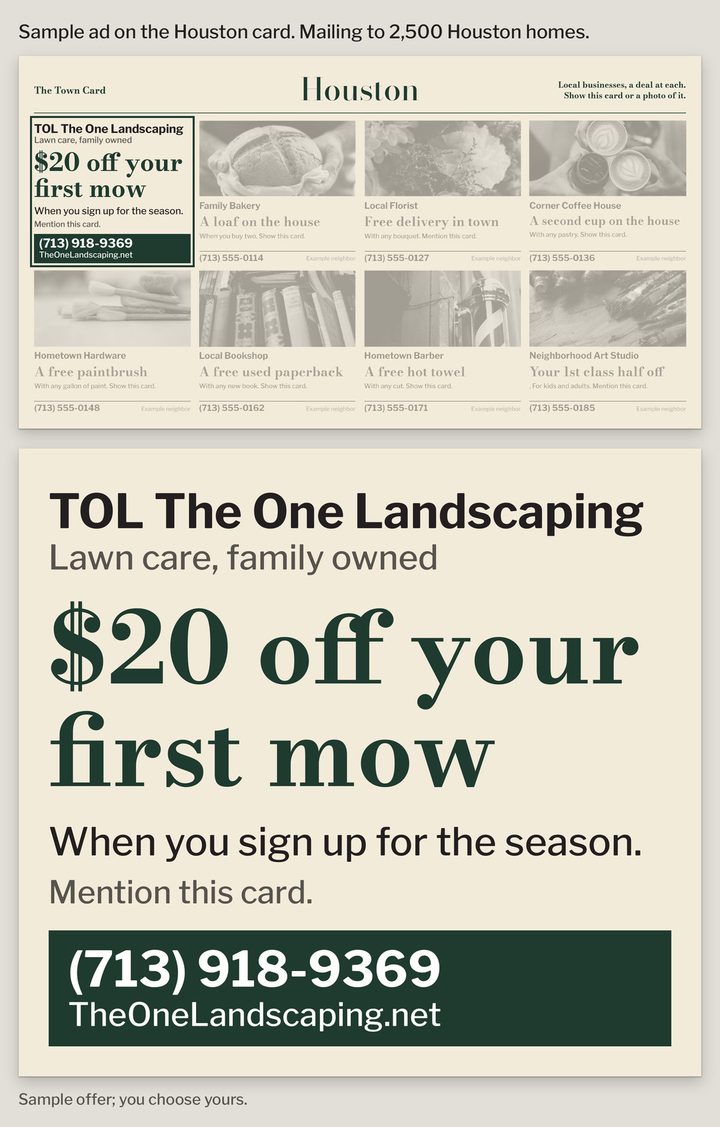 Sample ad on the Houston card. Mailing to 2,500 Houston homes.
The Town Card
Houston
Local businesses, a deal at each.
Show this card or a photo of it.
TOL The One Landscaping
Lawn care, family owned
$20 off your
first mow
When you sign up for the season.
Mention this card.
(713) 918-9369
TheOneLandscaping.net
Family Bakery
A loaf on the house
When you buy two. Show this card.
(713) 555-0114 Example neighbor
Local Florist
Free delivery in town
With any bouquet. Mention this card.
(713) 555-0127 Example neighbor
Corner Coffee House
A second cup on the house
With any pastry. Show this card.
(713) 555-0136 Example neighbor
Hometown Hardware
A free paintbrush
With any gallon of paint. Show this card.
(713) 555-0148 Example neighbor
Local Bookshop
A free used paperback
With any new book. Show this card.
(713) 555-0162 Example neighbor
Hometown Barber
A free hot towel
With any cut. Show this card.
(713) 555-0171 Example neighbor
Neighborhood Art Studio
Your 1st class half off
For kids and adults. Mention this card.
(713) 555-0185 Example neighbor
TOL The One Landscaping
Lawn care, family owned
$20 off your
first mow
When you sign up for the season.
Mention this card.
(713) 918-9369
TheOneLandscaping.net
Sample offer; you choose yours.